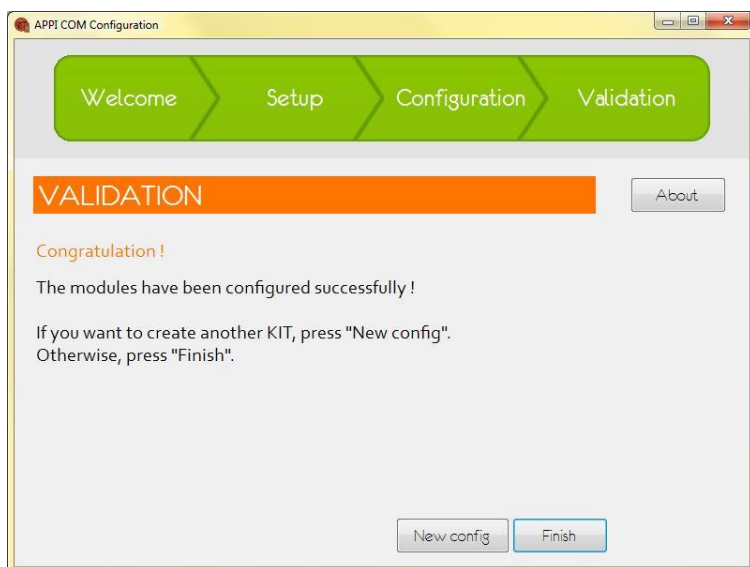 APPI COM Configuration
Welcome Setup Configuration Validation
VALIDATION
About
Congratulation !
The modules have been configured successfully !
If you want to create another KIT, press "New config".
Otherwise, press "Finish".
New config Finish